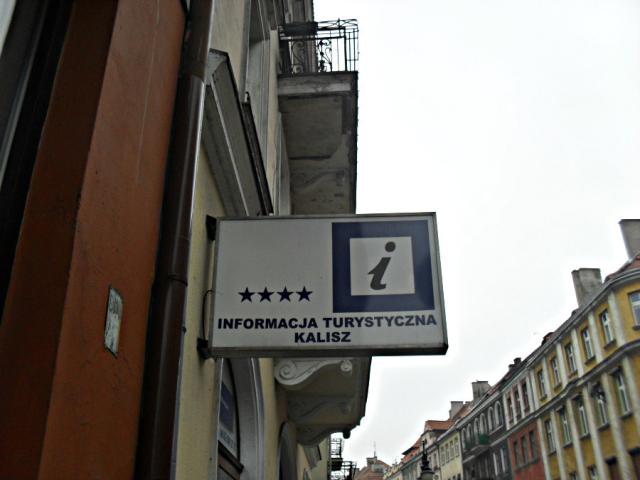 i
★★★★
INFORMACJA TURYSTYCZNA
KALISZ